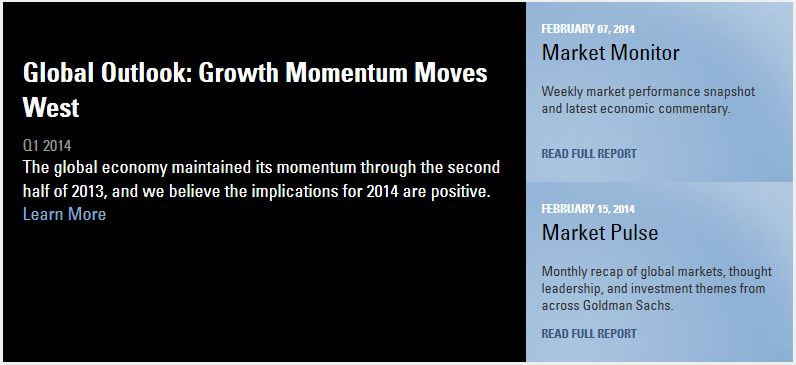 Global Outlook: Growth Momentum Moves
West
Q1 2014
The global economy maintained its momentum through the second
half of 2013, and we believe the implications for 2014 are positive.
Learn More
FEBRUARY 07, 2014
Market Monitor
Weekly market performance snapshot
and latest economic commentary.
READ FULL REPORT
FEBRUARY 15, 2014
Market Pulse
Monthly recap of global markets, thought
leadership, and investment themes from
across Goldman Sachs.
READ FULL REPORT